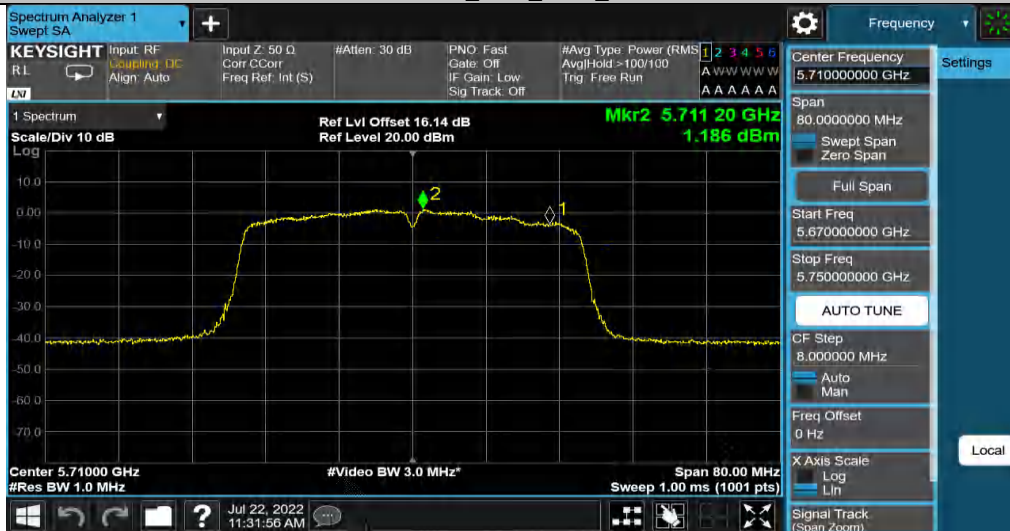 Spectrum Analyzer 1
Swept SA
Frequency
KEYSIGHT
RL
LXI
Input: RF
Coupling: DC
Align: Auto
Input Z: 50 Ω
Corr CCorr
Freq Ref: Int (S)
#Atten: 30 dB
PNO: Fast
Gate: Off
IF Gain: Low
Sig Track: Off
#Avg Type: Power (RMS
Avg|Hold:>100/100
Trig: Free Run
1 2 3 4 5 6
A W W W W W
A A A A A A
1 Spectrum
Scale/Div 10 dB
Log
Ref Lvl Offset 16.14 dB
Ref Level 20.00 dBm
Mkr2 5.711 20 GHz
1.186 dBm
10.0
0.00
-10.0
-20.0
-30.0
-40.0
-50.0
-60.0
-70.0
2
1
Center 5.71000 GHz
#Res BW 1.0 MHz
#Video BW 3.0 MHz*
Span 80.00 MHz
Sweep 1.00 ms (1001 pts)
?
Jul 22, 2022
11:31:56 AM
Center Frequency
5.710000000 GHz
Span
80.0000000 MHz
Swept Span
Zero Span
Full Span
Start Freq
5.670000000 GHz
Stop Freq
5.750000000 GHz
AUTO TUNE
CF Step
8.000000 MHz
Auto
Man
Freq Offset
0 Hz
X Axis Scale
Log
Lin
Signal Track
(Span Zoom)
Settings
Local